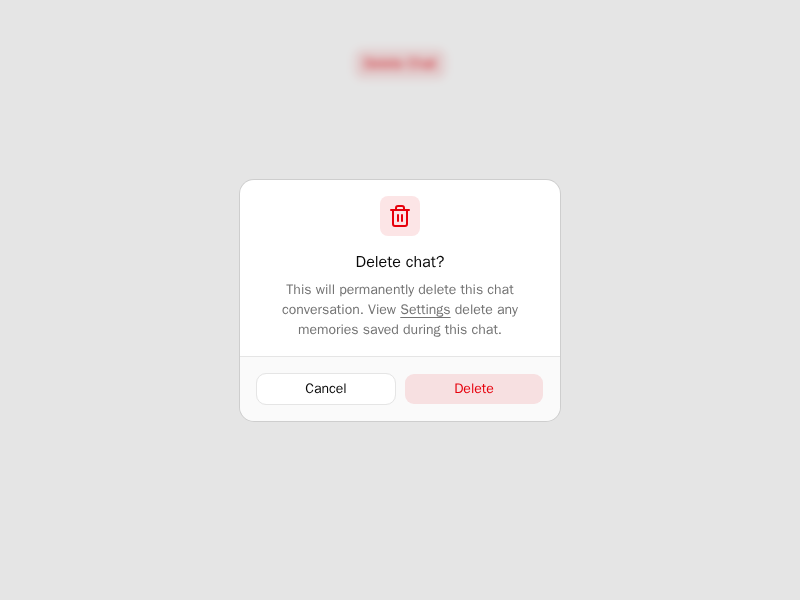 Delete chat?
This will permanently delete this chat
conversation. View Settings delete any
memories saved during this chat.
Cancel
Delete